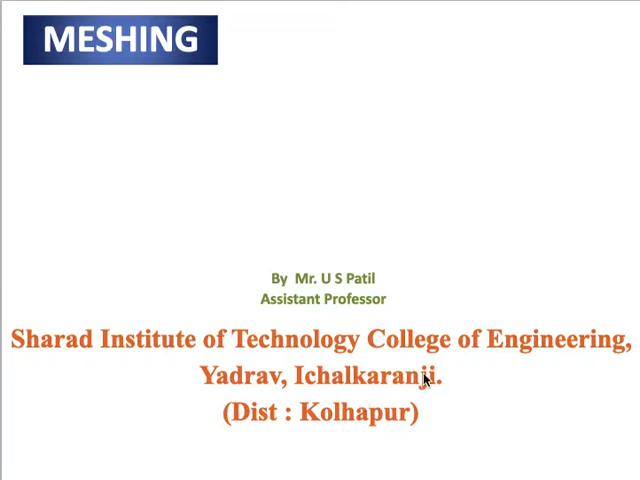 MESHING
By Mr. U S Patil
Assistant Professor
Sharad Institute of Technology College of Engineering,
Yadrav, Ichalkaranji.
(Dist : Kolhapur)